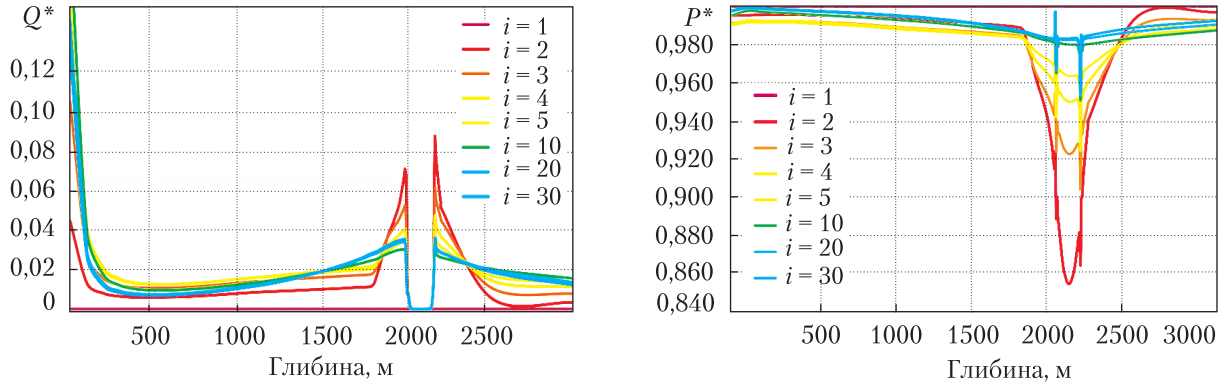 Q*
0,12
0,10
0,08
0,06
0,04
0,02
0
500
1000
1500
2000
2500
Глибина, м
i = 1
i = 2
i = 3
i = 4
i = 5
i = 10
i = 20
i = 30
P*
0,980
0,960
0,940
0,920
0,900
0,880
0,860
0,840
500
1000
1500
2000
2500
3000
Глибина, м
i = 1
i = 2
i = 3
i = 4
i = 5
i = 10
i = 20
i = 30